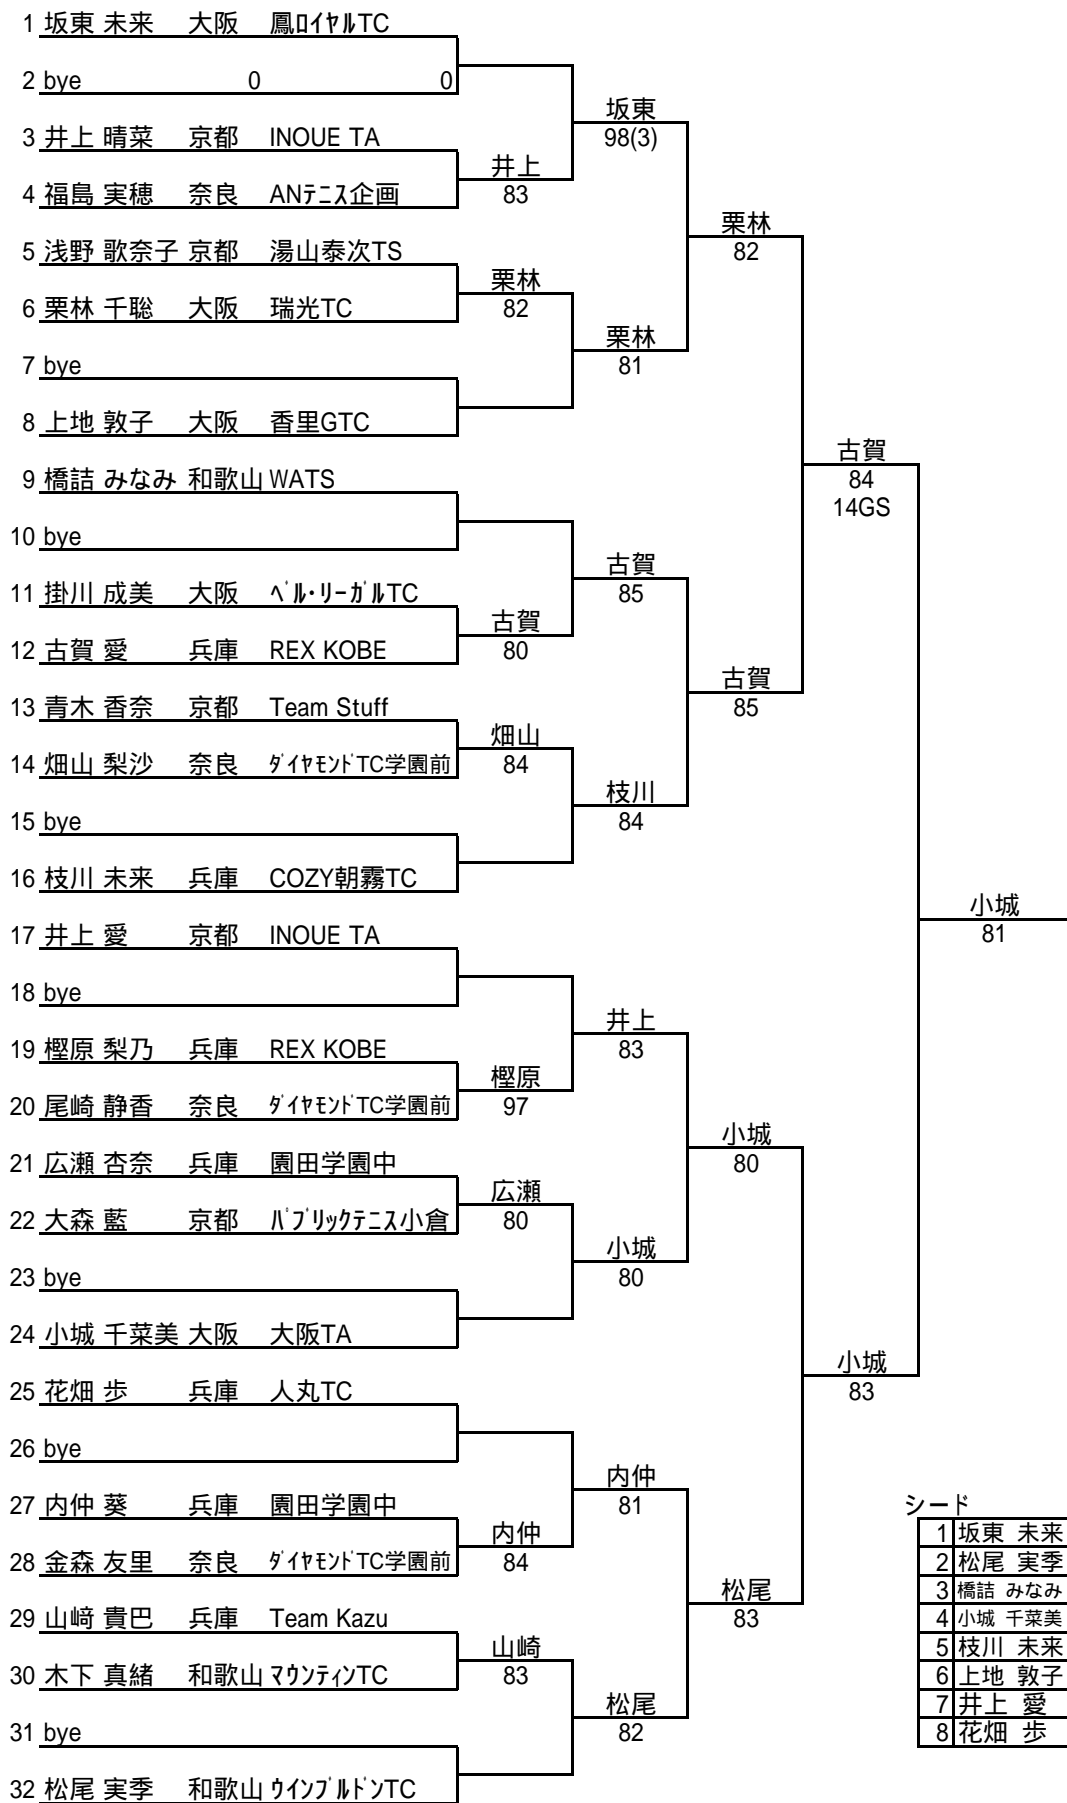 1 坂東 未来 大阪 鳳ﾛｲﾔﾙTC
2 bye 0 0
坂東
98(3)
3 井上 晴菜 京都 INOUE TA
井上
83
4 福島 実穂 奈良 ANﾃﾆｽ企画
栗林
82
5 浅野 歌奈子 京都 湯山泰次TS
栗林
82
6 栗林 千聡 大阪 瑞光TC
栗林
81
7 bye
8 上地 敦子 大阪 香里GTC
古賀
84
14GS
9 橋詰 みなみ 和歌山 WATS
10 bye
古賀
85
11 掛川 成美 大阪 ﾍﾞﾙ･ﾘｰｶﾞﾙTC
古賀
80
12 古賀 愛 兵庫 REX KOBE
古賀
85
13 青木 香奈 京都 Team Stuff
畑山
84
14 畑山 梨沙 奈良 ﾀﾞｲﾔﾓﾝﾄﾞTC学園前
枝川
84
15 bye
16 枝川 未来 兵庫 COZY朝霧TC
小城
81
17 井上 愛 京都 INOUE TA
18 bye
井上
83
19 樫原 梨乃 兵庫 REX KOBE
樫原
97
20 尾崎 静香 奈良 ﾀﾞｲﾔﾓﾝﾄﾞTC学園前
小城
80
21 広瀬 杏奈 兵庫 園田学園中
広瀬
80
22 大森 藍 京都 ﾊﾟﾌﾞﾘｯｸﾃﾆｽ小倉
小城
80
23 bye
24 小城 千菜美 大阪 大阪TA
小城
83
25 花畑 歩 兵庫 人丸TC
26 bye
内仲
81
27 内仲 葵 兵庫 園田学園中
内仲
84
28 金森 友里 奈良 ﾀﾞｲﾔﾓﾝﾄﾞTC学園前
松尾
83
29 山﨑 貴巴 兵庫 Team Kazu
山崎
83
30 木下 真緒 和歌山 ﾏｳﾝﾃｨﾝTC
松尾
82
31 bye
32 松尾 実季 和歌山 ｳｲﾝﾌﾞﾙﾄﾞﾝTC
シード
1 坂東 未来
2 松尾 実季
3 橋詰 みなみ
4 小城 千菜美
5 枝川 未来
6 上地 敦子
7 井上 愛
8 花畑 歩